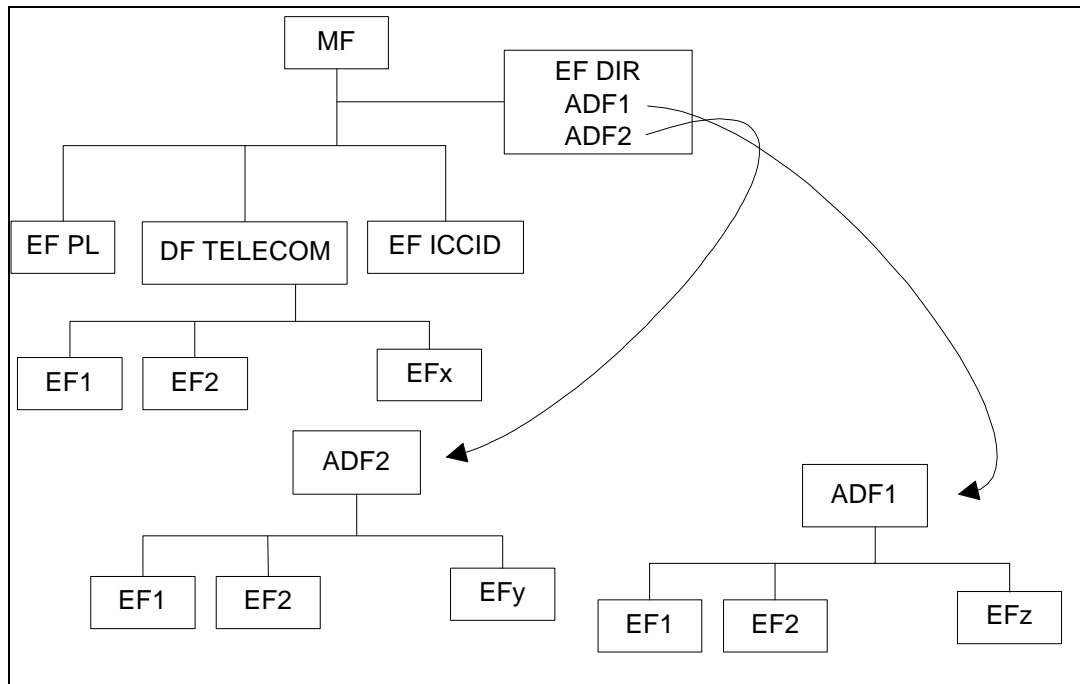 MF
EF DIR
ADF1
ADF2
EF PL
DF TELECOM
EF ICCID
EF1
EF2
EFx
ADF2
ADF1
EF1
EF2
EFy
EF1
EF2
EFz